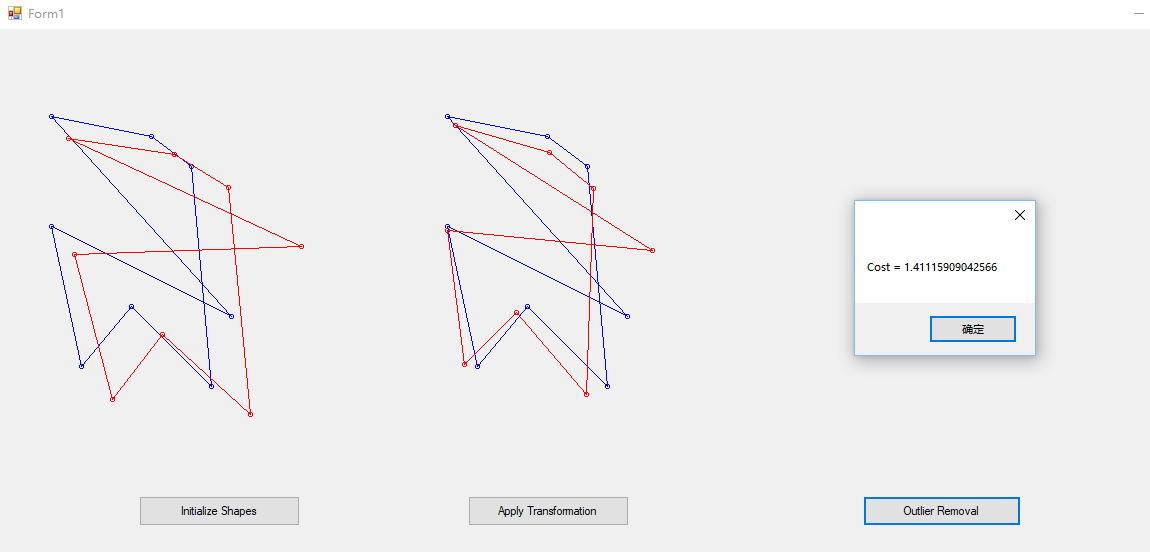 Form1
Cost = 1.41115909042566
确定
Initialize Shapes
Apply Transformation
Outlier Removal